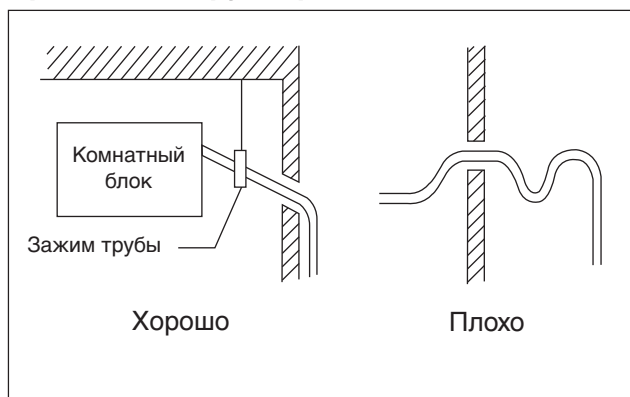 Комнатный
блок
Зажим трубы
Хорошо
Плохо